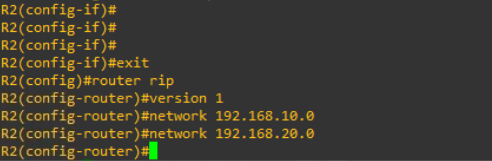 R2(config-if)#
R2(config-if)#
R2(config-if)#
R2(config-if)#exit
R2(config)#router rip
R2(config-router)#version 1
R2(config-router)#network 192.168.10.0
R2(config-router)#network 192.168.20.0
R2(config-router)#